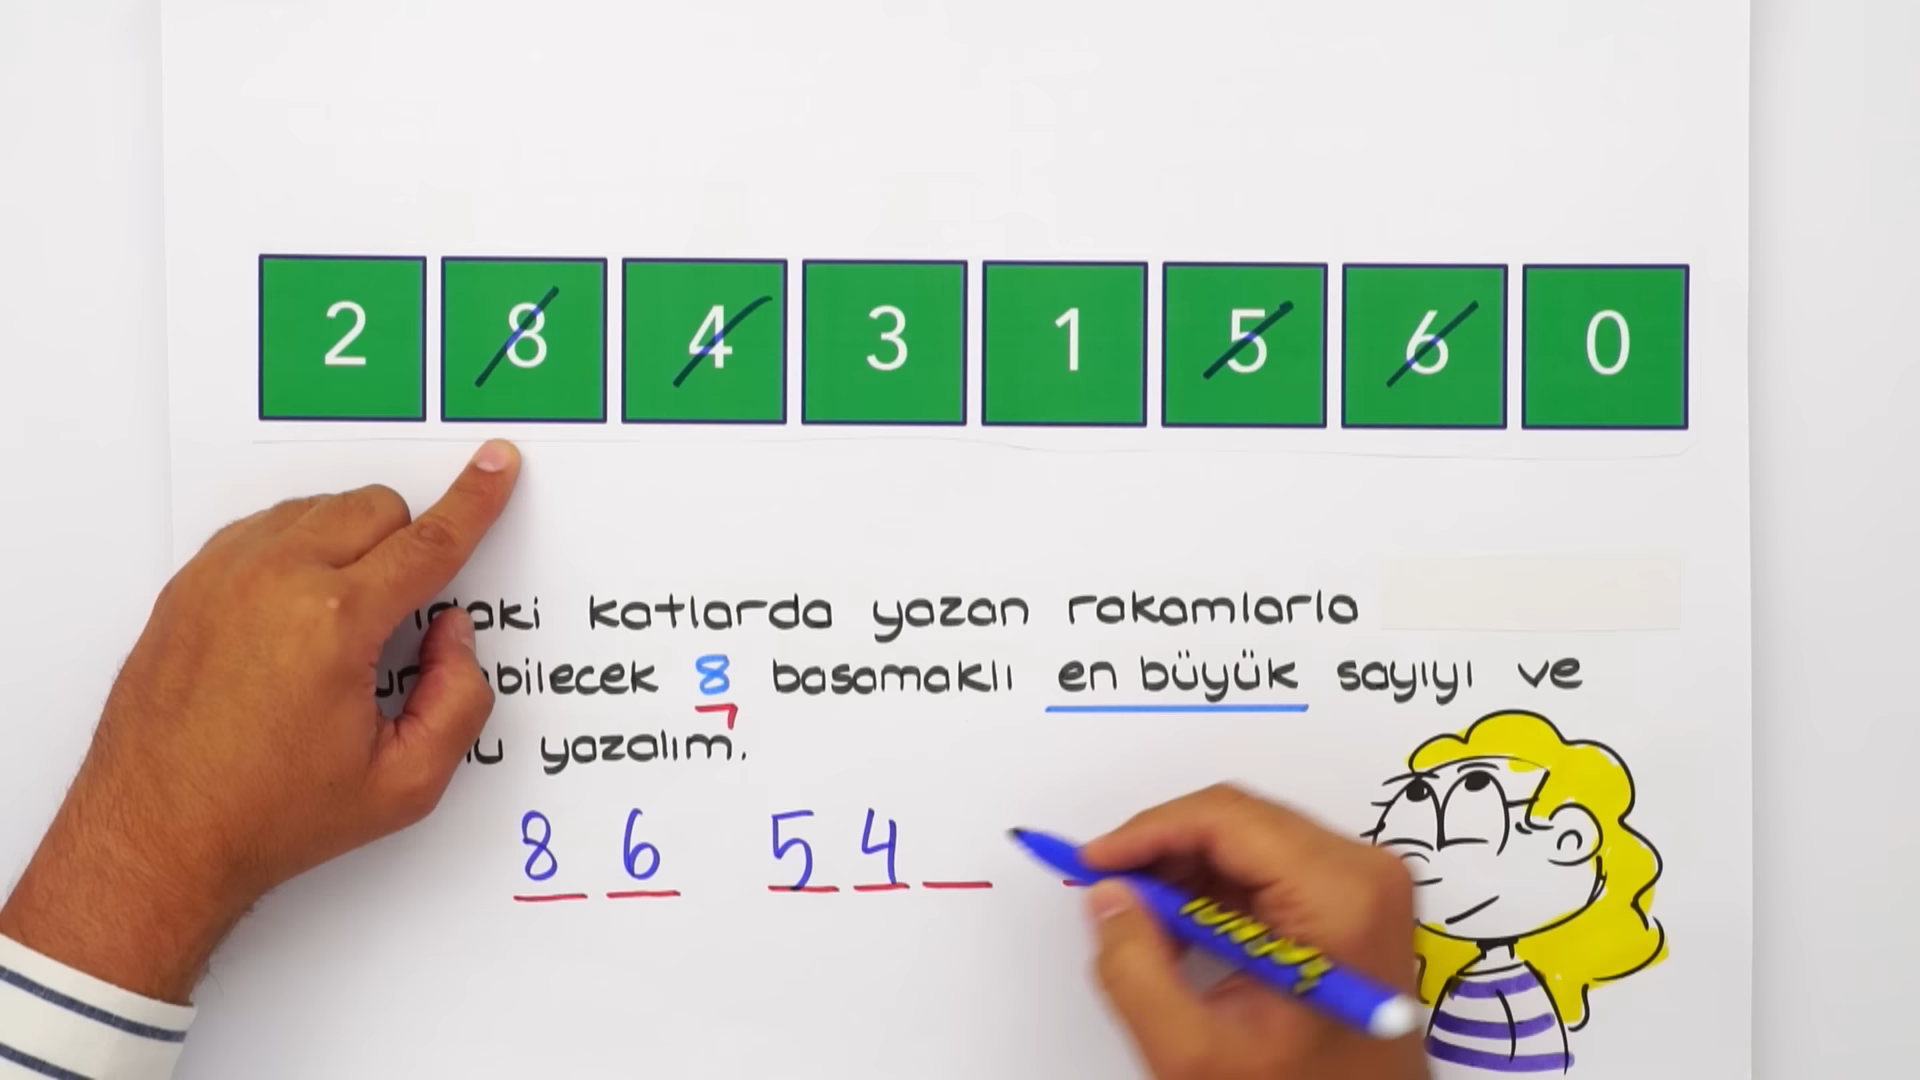 2 8 4 3 1 5 6 0
katlarda yazan rakamlarla
8 basamaklı en büyük sayıyı ve
yazalım.
8 6 5 4